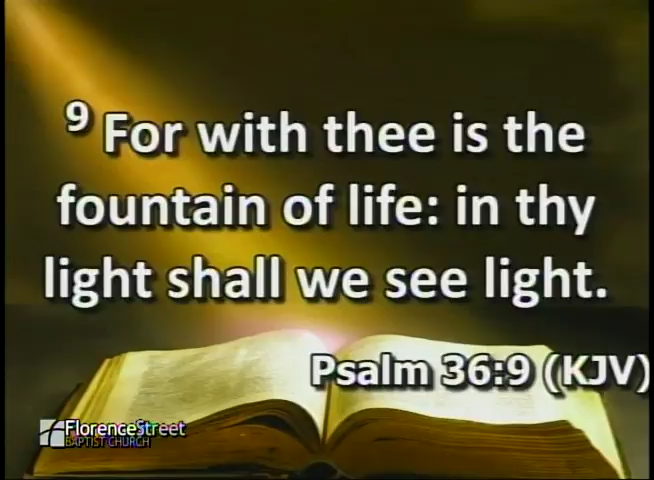 9 For with thee is the
fountain of life: in thy
light shall we see light.
Psalm 36:9 (KJV)
FlorenceStreet
BAPTIST CHURCH